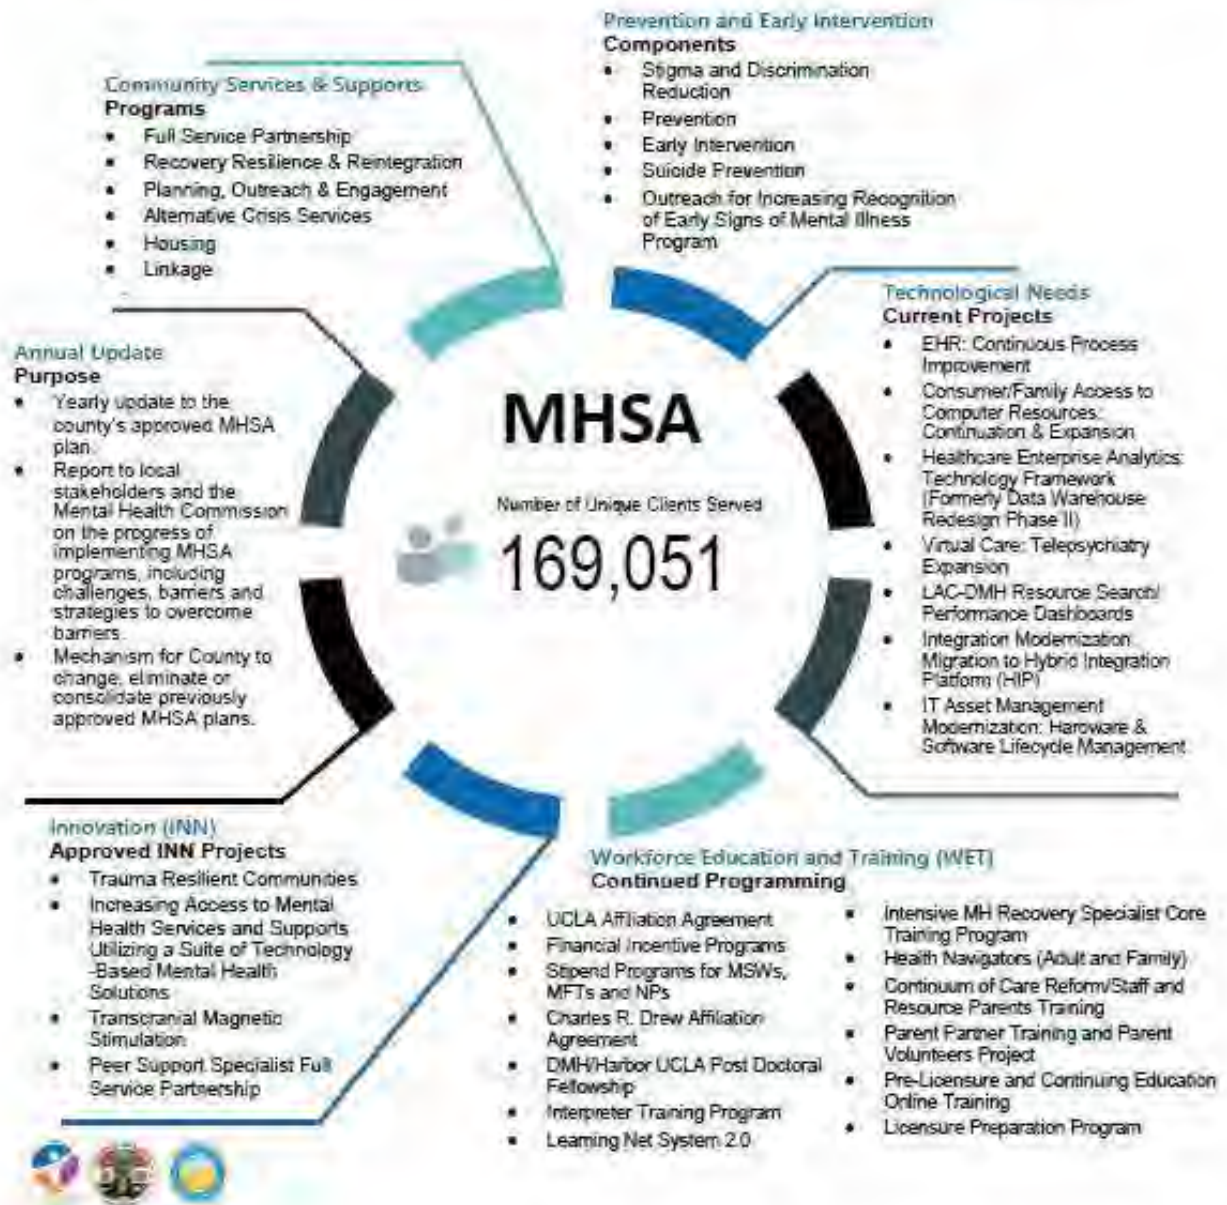 Community Services & Supports
Programs
• Full Service Partnership
• Recovery Resilience & Reintegration
• Planning, Outreach & Engagement
• Alternative Crisis Services
• Housing
• Linkage
Prevention and Early Intervention
Components
• Stigma and Discrimination
Reduction
• Prevention
• Early Intervention
• Suicide Prevention
• Outreach for Increasing Recognition
of Early Signs of Mental Illness
Program
Annual Update
Purpose
• Yearly update to the
county's approved MHSA
plan.
• Report to local
stakeholders and the
Mental Health Commission
on the progress of
implementing MHSA
programs, including
challenges, barriers and
strategies to overcome
barriers.
• Mechanism for County to
change, eliminate or
consolidate previously
approved MHSA plans.
MHSA
Number of Unique Clients Served
169,051
Technological Needs
Current Projects
• EHR: Continuous Process
Improvement
• Consumer/Family Access to
Computer Resources:
Continuation & Expansion
• Healthcare Enterprise Analytics
Technology Framework
(Formerly Data Warehouse
Redesign Phase II)
• Virtual Care: Telepsychiatry
Expansion
• LAC-DMH Resource Search/
Performance Dashboards
• Integration Modernization
Migration to Hybrid Integration
Platform (HIP)
• IT Asset Management
Modernization: Hardware &
Software Lifecycle Management
Innovation (INN)
Approved INN Projects
• Trauma Resilient Communities
• Increasing Access to Mental
Health Services and Supports
Utilizing a Suite of Technology
-Based Mental Health
Solutions
• Transcranial Magnetic
Stimulation
• Peer Support Specialist Full
Service Partnership
Workforce Education and Training (WET)
Continued Programming
• UCLA Affiliation Agreement
• Financial Incentive Programs
• Stipend Programs for MSWs,
MFTs and NPs
• Charles R. Drew Affiliation
Agreement
• DMH/Harbor UCLA Post Doctoral
Fellowship
• Interpreter Training Program
• Learning Net System 2.0
• Intensive MH Recovery Specialist Core
Training Program
• Health Navigators (Adult and Family)
• Continuum of Care Reform/Staff and
Resource Parents Training
• Parent Partner Training and Parent
Volunteers Project
• Pre-Licensure and Continuing Education
Online Training
• Licensure Preparation Program